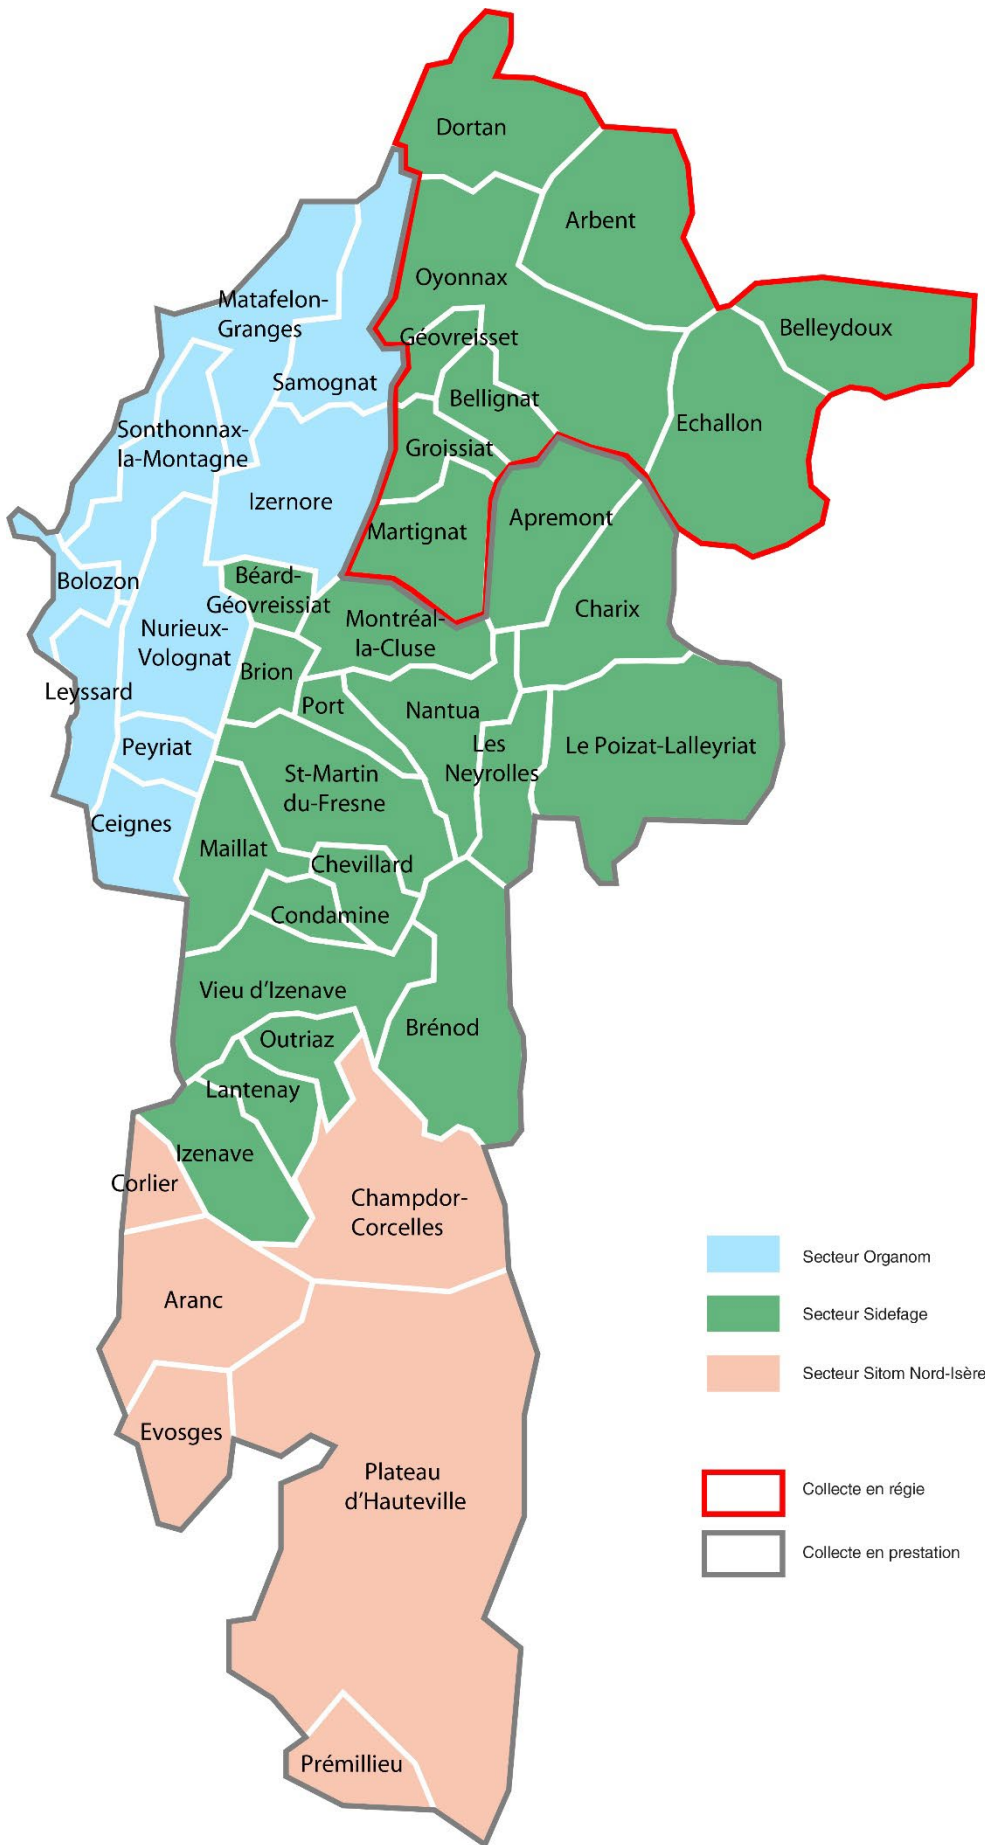 Dortan
Arbent
Oyonnax
Matafelon-
Granges
Belleydoux
Géovreisset
Samognat
Bellignat
Echallon
Sonthonnax-
la-Montagne
Groissiat
Izernore
Apremont
Martignat
Bolozon
Béard-
Géovreissiat
Charix
Montréal-
la-Cluse
Nurieux-
Volognat
Brion
Leyssard
Port
Nantua
Les
Neyrolles
Le Poizat-Lalleyriat
Peyriat
St-Martin
du-Fresne
Ceignes
Maillat
Chevillard
Condamine
Vieu d'Izenave
Brénod
Outriaz
Lantenay
Izenave
Corlier
Champdor-
Corcelles
Aranc
Evosges
Plateau
d'Hauteville
Prémillieu
Secteur Organom
Secteur Sidefage
Secteur Sitom Nord-Isère
Collecte en régie
Collecte en prestation